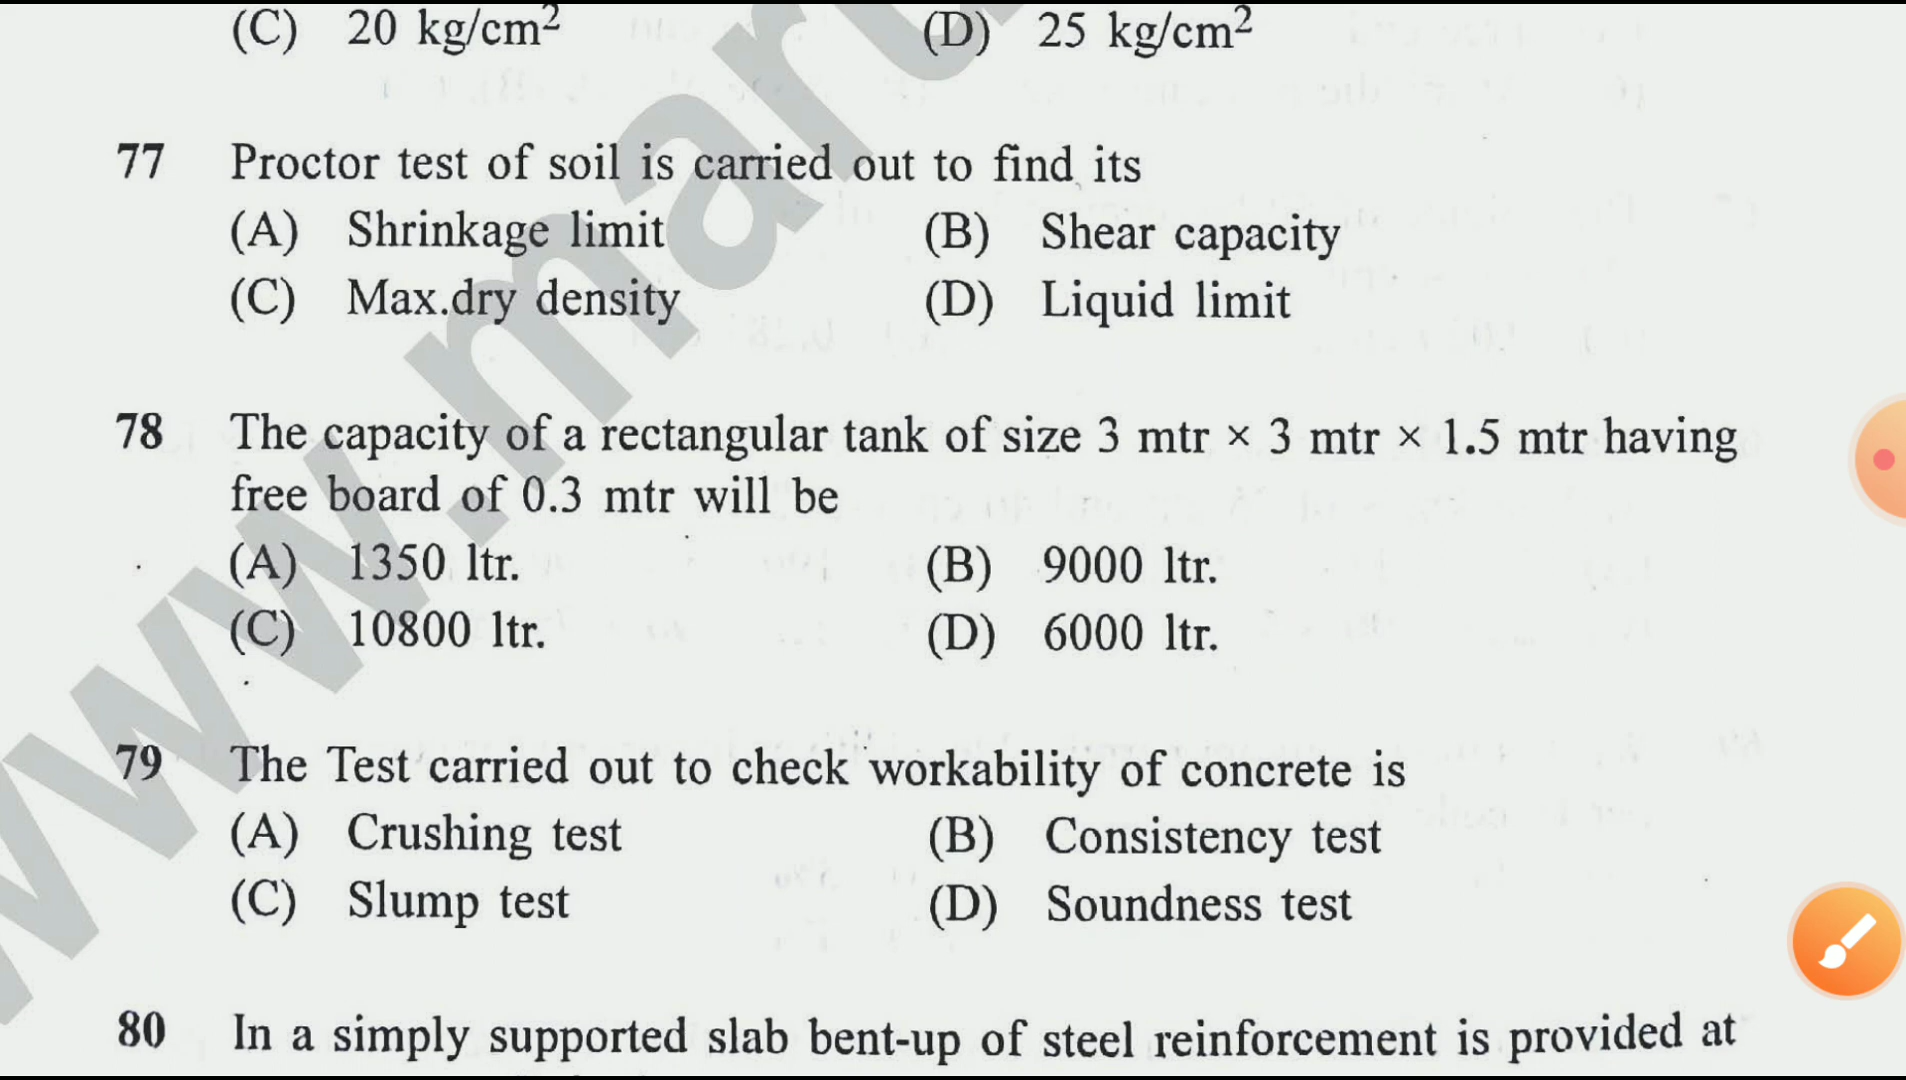 (C) 20 kg/cm² (D) 25 kg/cm²
77 Proctor test of soil is carried out to find its
(A) Shrinkage limit (B) Shear capacity
(C) Max.dry density (D) Liquid limit
78 The capacity of a rectangular tank of size 3 mtr × 3 mtr × 1.5 mtr having
free board of 0.3 mtr will be
(A) 1350 ltr. (B) 9000 ltr.
(C) 10800 ltr. (D) 6000 ltr.
79 The Test carried out to check workability of concrete is
(A) Crushing test (B) Consistency test
(C) Slump test (D) Soundness test
80 In a simply supported slab bent-up of steel reinforcement is provided at
www.maru